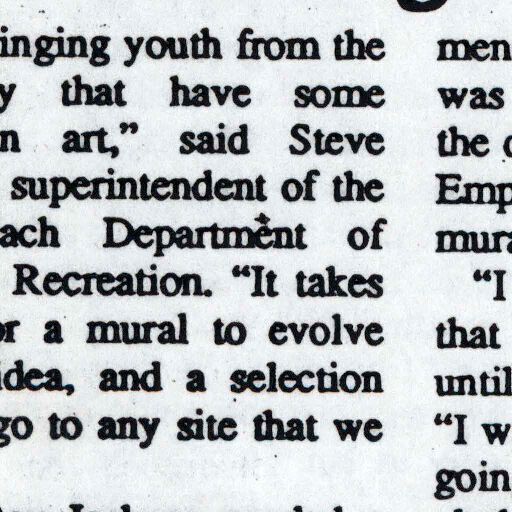 inging youth from the
y that have some
n art,” said Steve
superintendent of the
ach Department of
Recreation. “It takes
or a mural to evolve
idea, and a selection
go to any site that we
men
was
the
Emp
mura
“I
that
until
“I w
going